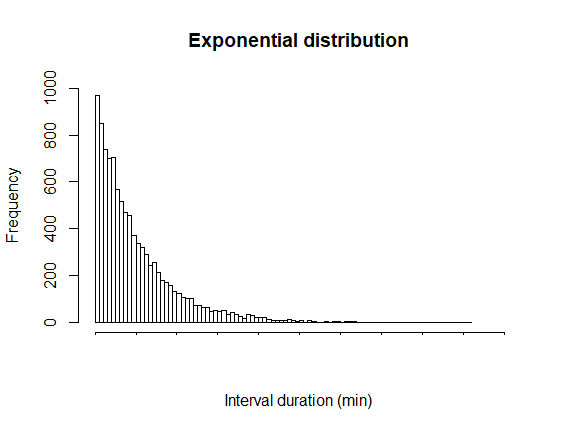 Exponential distribution
1000
800
600
400
200
0
Frequency
Interval duration (min)